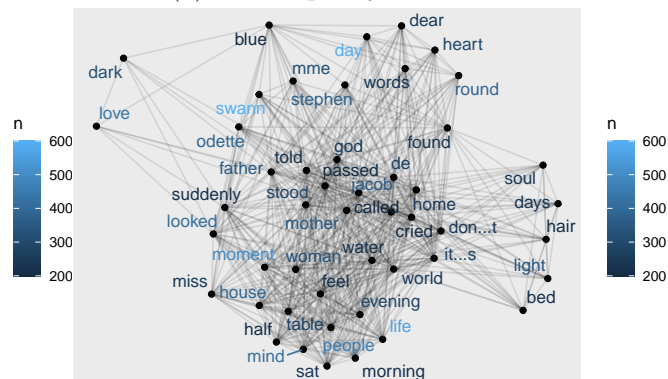 dear
blue
day
heart
dark
mme
words
round
stephen
swann
love
odette
found
god
told
passed
de
father
soul
suddenly
stood
jacob
home
days
looked
mother
called
cried
don...t
hair
moment
woman
water
it...s
light
miss
house
feel
world
bed
evening
half
table
life
mind
people
sat
morning
n
600
500
400
300
200
n
600
500
400
300
200